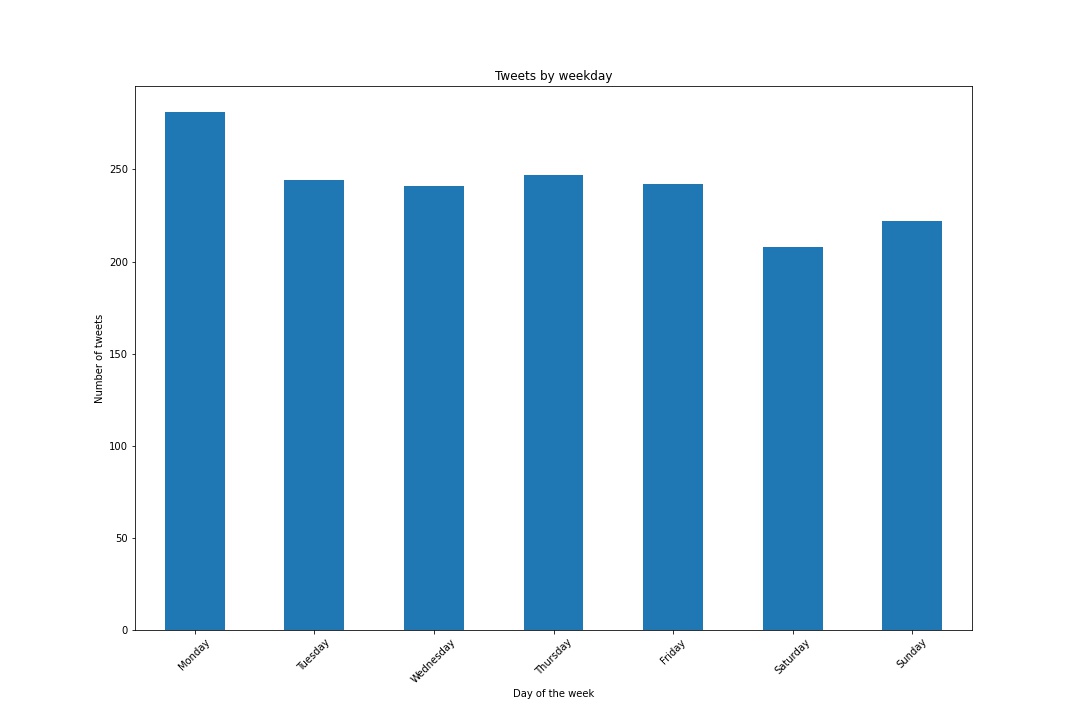 Tweets by weekday
250
200
150
100
50
0
Number of tweets
Monday
Tuesday
Wednesday
Thursday
Friday
Saturday
Sunday
Day of the week